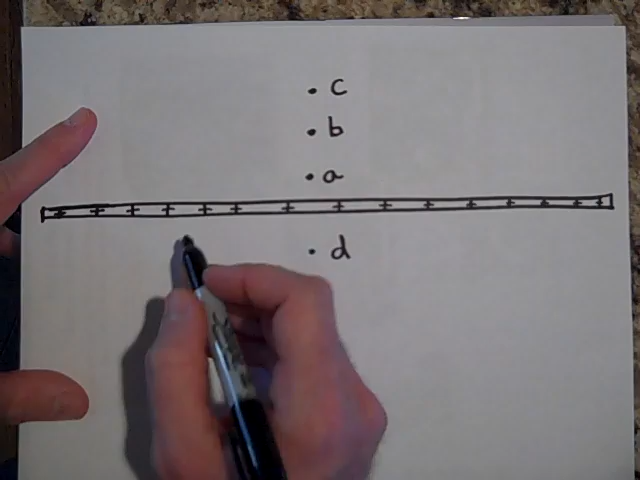 c
b
a
+ + + + + + + + + + + + + + +
d